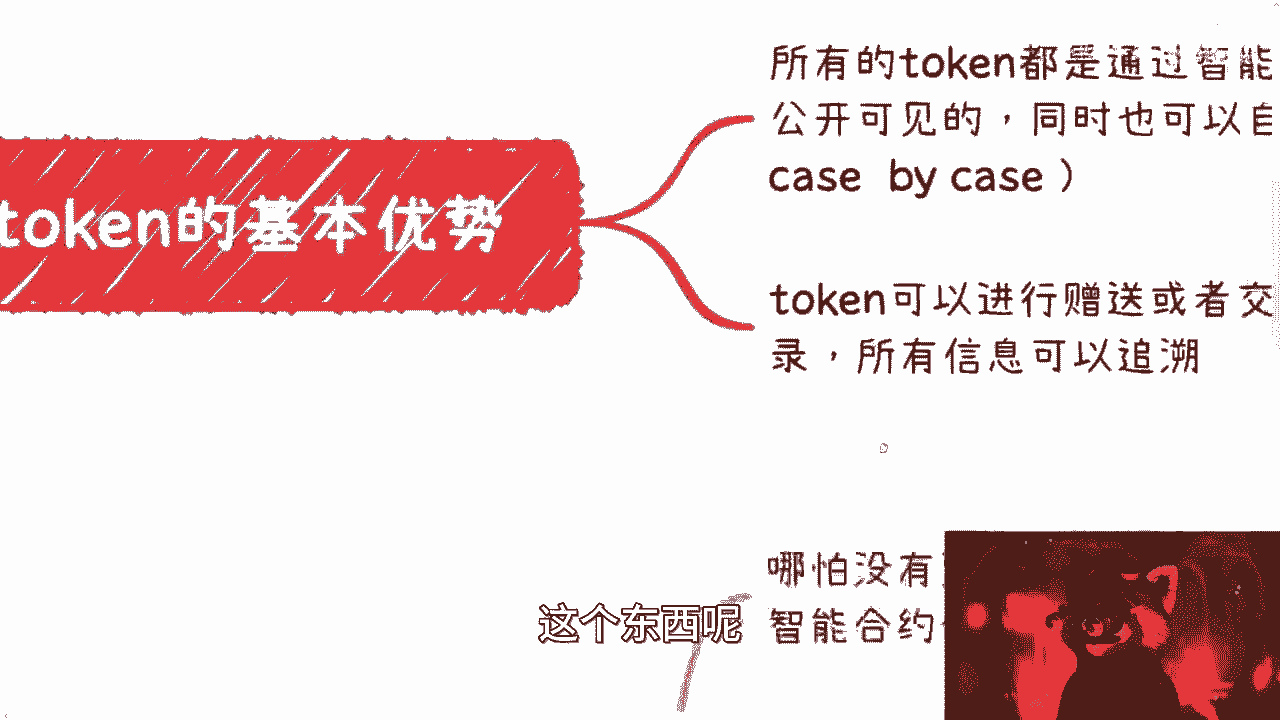 所有的token都是通过智能
公开可见的，同时也可以自
case by case）
token的基本优势
token可以进行赠送或者交
录，所有信息可以追溯
哪怕没有
这个东西呢
智能合约